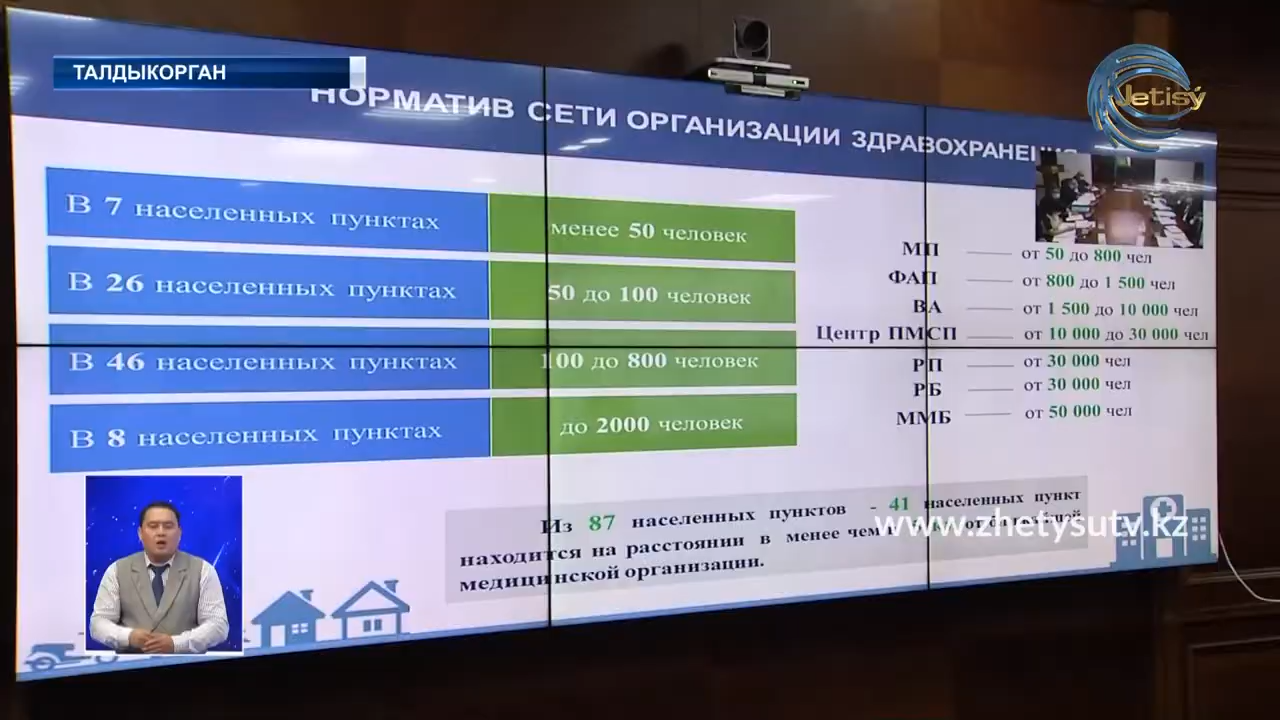 ТАЛДЫКОРГАН
Jetisý
НОРМАТИВ СЕТИ ОРГАНИЗАЦИИ ЗДРАВОХРАНЕНИЯ
В 7 населенных пунктах
менее 50 человек
В 26 населенных пунктах
50 до 100 человек
В 46 населенных пунктах
100 до 800 человек
В 8 населенных пунктах
до 2000 человек
МП от 50 до 800 чел
ФАП от 800 до 1 500 чел
ВА от 1 500 до 10 000 чел
Центр ПМСП от 10 000 до 30 000 чел
РП от 30 000 чел
РБ от 30 000 чел
ММБ от 50 000 чел
Из 87 населенных пунктов - 41 населенных пункт
находится на расстоянии в менее чем
медицинской организации.
www.zhetysutv.kz